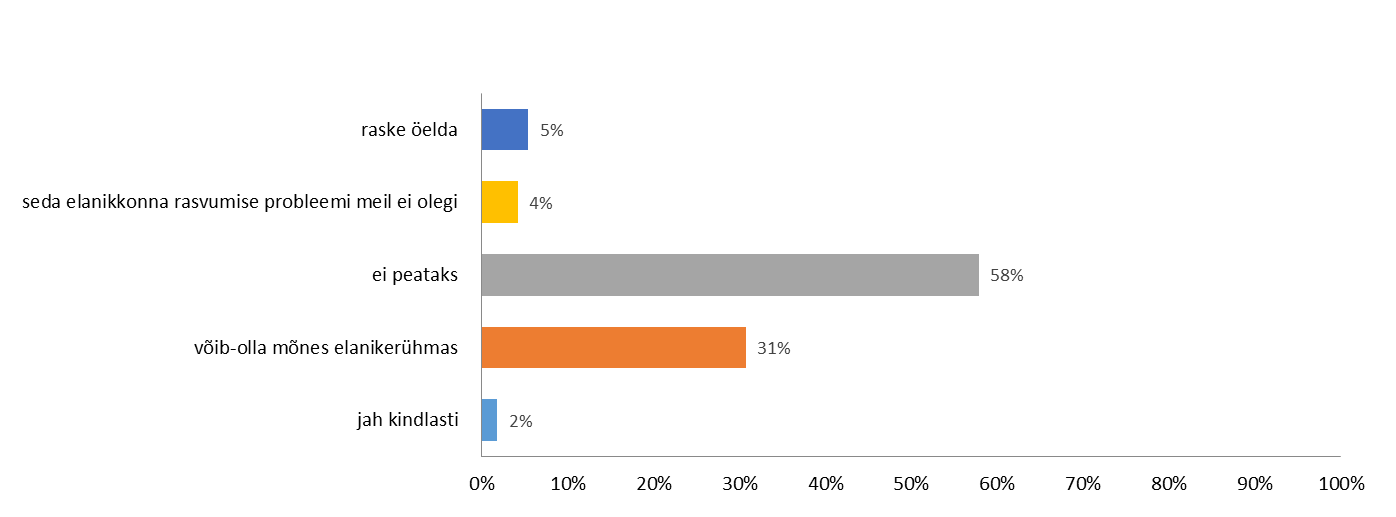 raske öelda
5%
seda elanikkonna rasvumise probleemi meil ei olegi
4%
ei peataks
58%
võib-olla mõnes elanikerühmas
31%
jah kindlasti
2%
0% 10% 20% 30% 40% 50% 60% 70% 80% 90% 100%